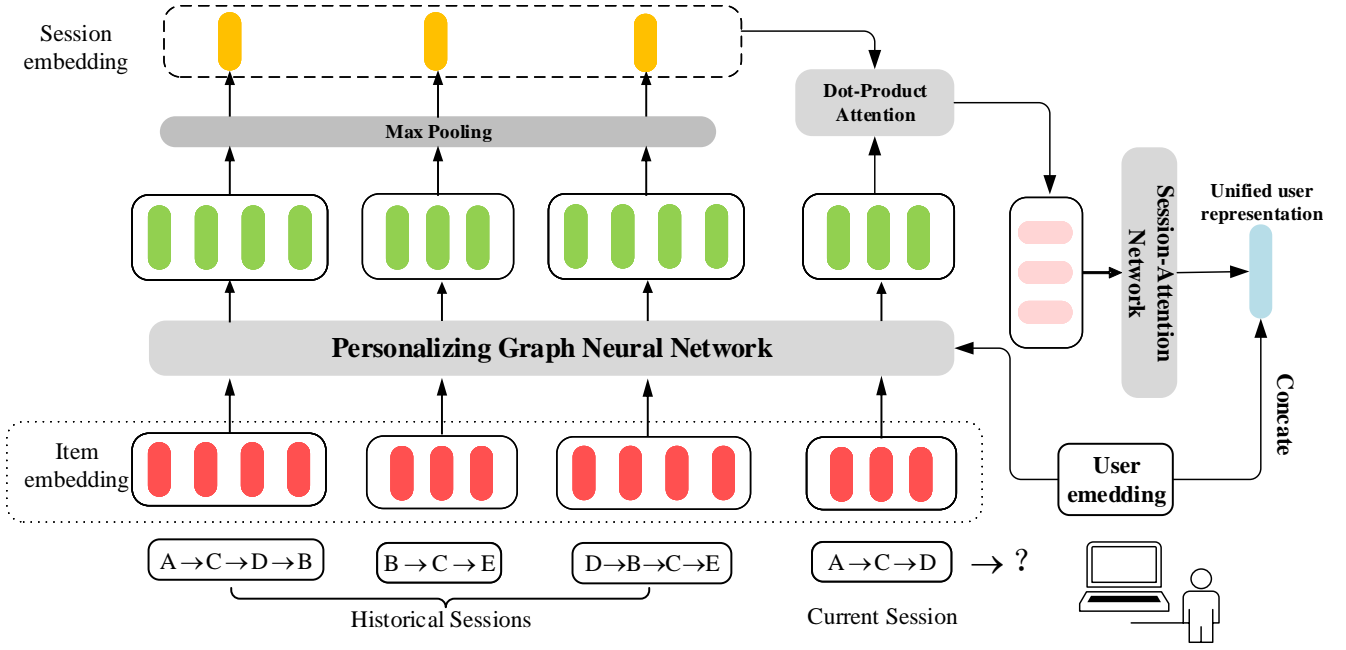 Session
embedding
Max Pooling
Dot-Product
Attention
Session-Attention
Network
Unified user
representation
Personalizing Graph Neural Network
Concate
Item
embedding
User
emedding
A→C→D→B
B→C→E
D→B→C→E
A→C→D → ?
Historical Sessions
Current Session